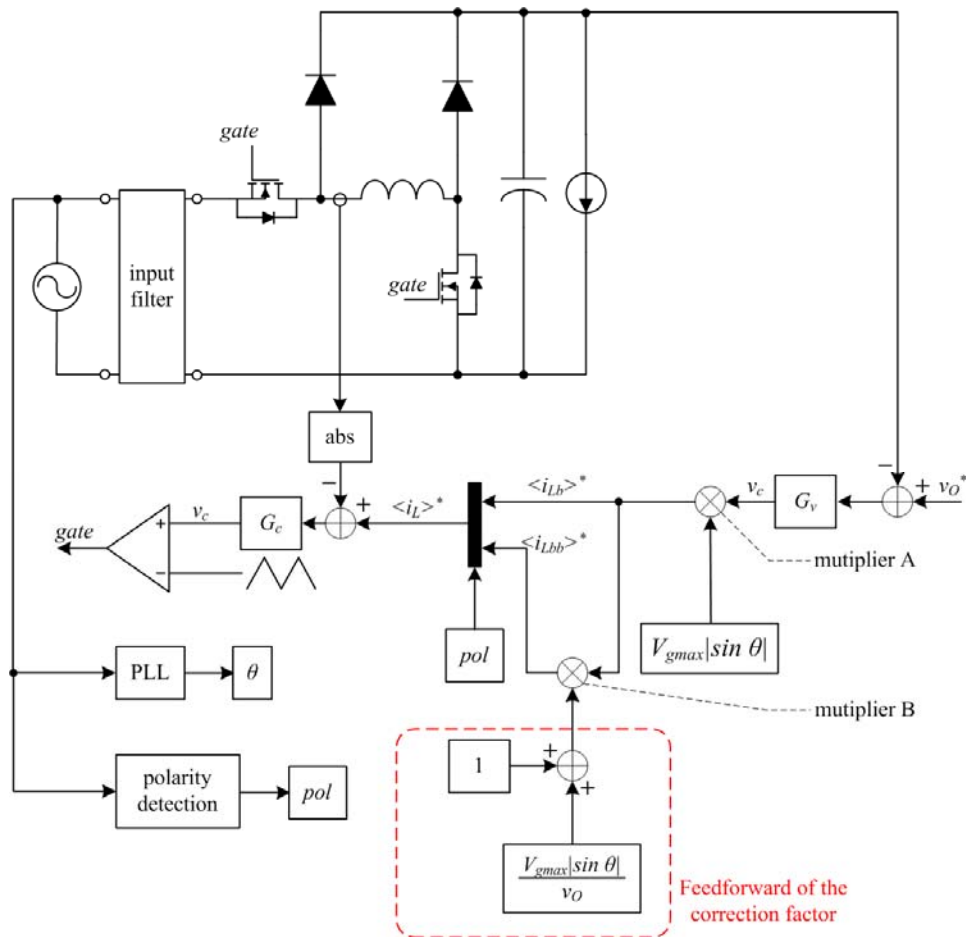 gate
input
filter
gate
abs
−
+
<i_L>*
<i_Lb>*
<i_Lbb>*
v_c
G_v
−
+
v_O*
mutiplier A
gate
+
−
v_c
G_c
V_gmax|sin θ|
pol
PLL
θ
mutiplier B
polarity
detection
pol
1
+
+
V_gmax|sin θ|
v_O
Feedforward of the
correction factor